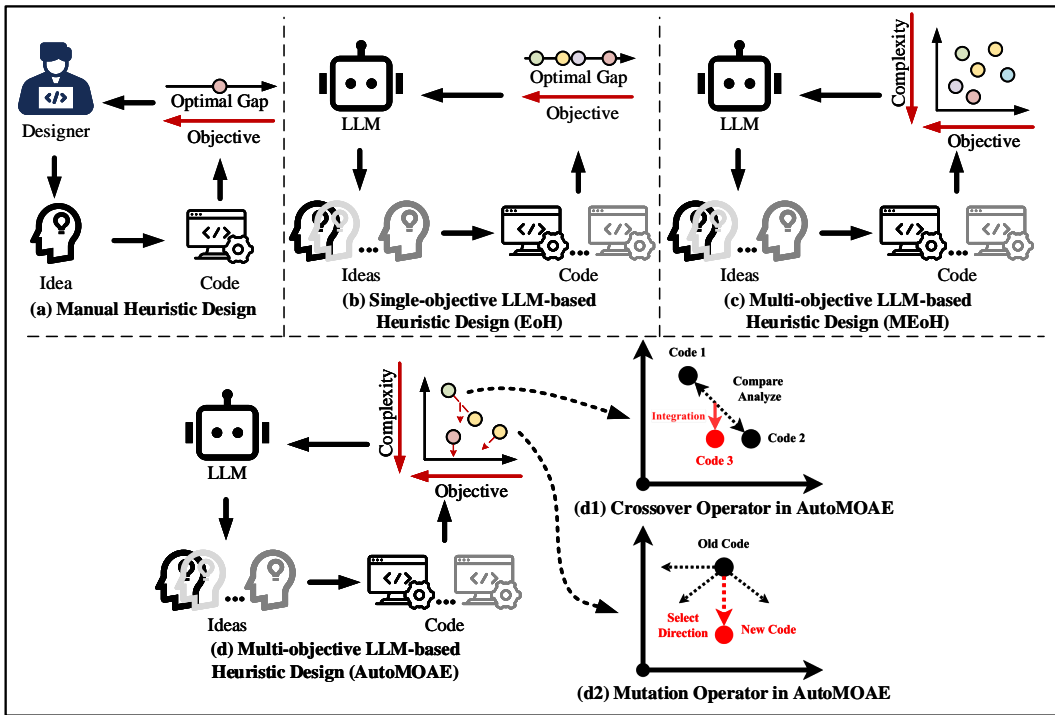 Designer
</>
Optimal Gap
Objective
Idea
</>
Code
(a) Manual Heuristic Design
LLM
Optimal Gap
Objective
...
Ideas
</>
...
</>
Code
(b) Single-objective LLM-based
Heuristic Design (EoH)
LLM
Complexity
Objective
...
Ideas
</>
...
</>
Code
(c) Multi-objective LLM-based
Heuristic Design (MEoH)
LLM
Complexity
Objective
...
Ideas
</>
...
</>
Code
(d) Multi-objective LLM-based
Heuristic Design (AutoMOAE)
Code 1
Compare
Analyze
Integration
Code 2
Code 3
(d1) Crossover Operator in AutoMOAE
Old Code
Select
Direction
New Code
(d2) Mutation Operator in AutoMOAE